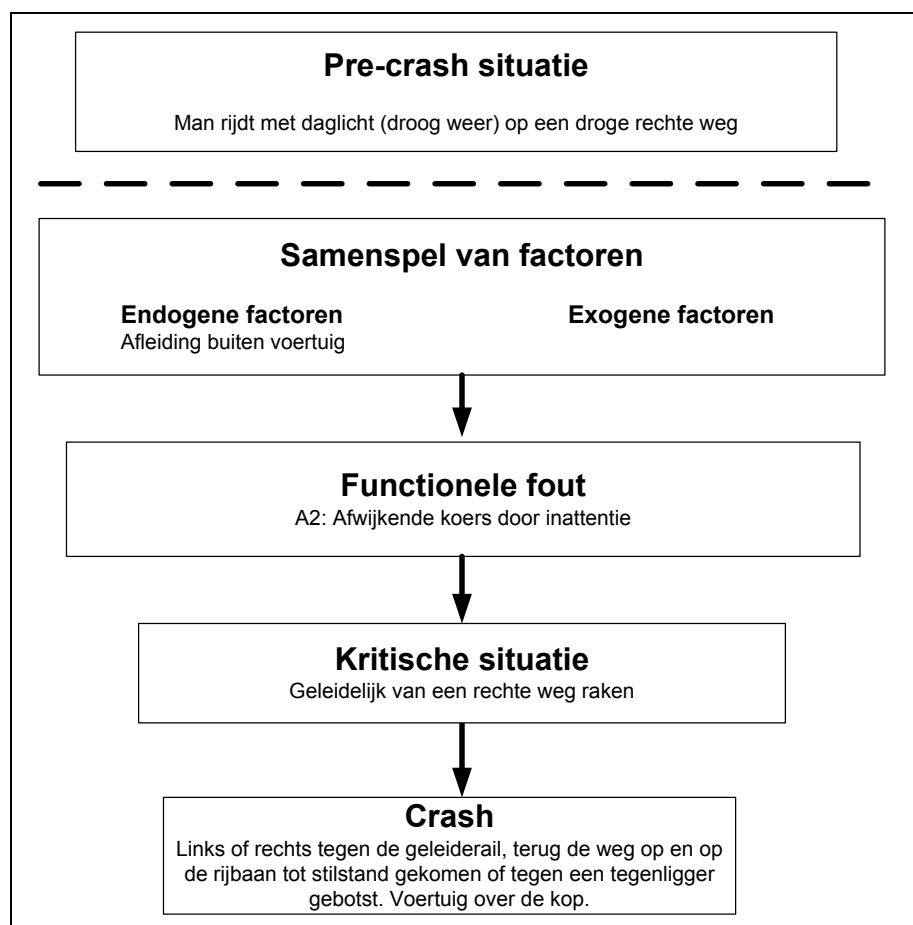 Pre-crash situatie
Man rijdt met daglicht (droog weer) op een droge rechte weg
Samenspel van factoren
Endogene factoren
Afleiding buiten voertuig
Exogene factoren
Functionele fout
A2: Afwijkende koers door inattentie
Kritische situatie
Geleidelijk van een rechte weg raken
Crash
Links of rechts tegen de geleiderail, terug de weg op en op
de rijbaan tot stilstand gekomen of tegen een tegenligger
gebotst. Voertuig over de kop.